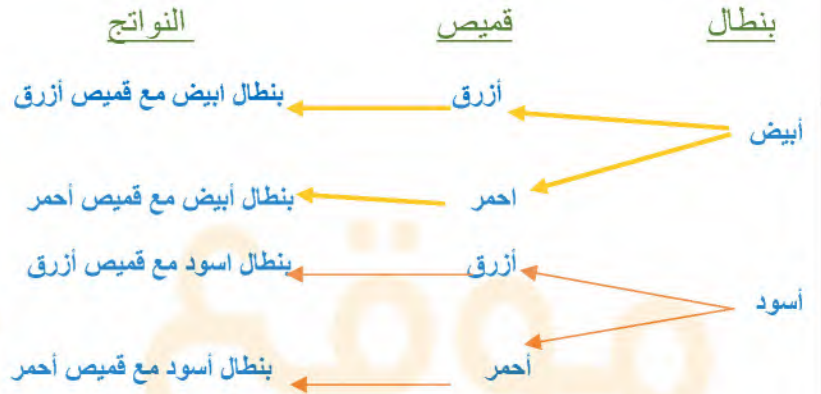 بنطال قميص النواتج
أزرق بنطال ابيض مع قميص أزرق
أبيض
احمر بنطال أبيض مع قميص أحمر
أزرق بنطال اسود مع قميص أزرق
أسود
أحمر بنطال أسود مع قميص أحمر
موقع